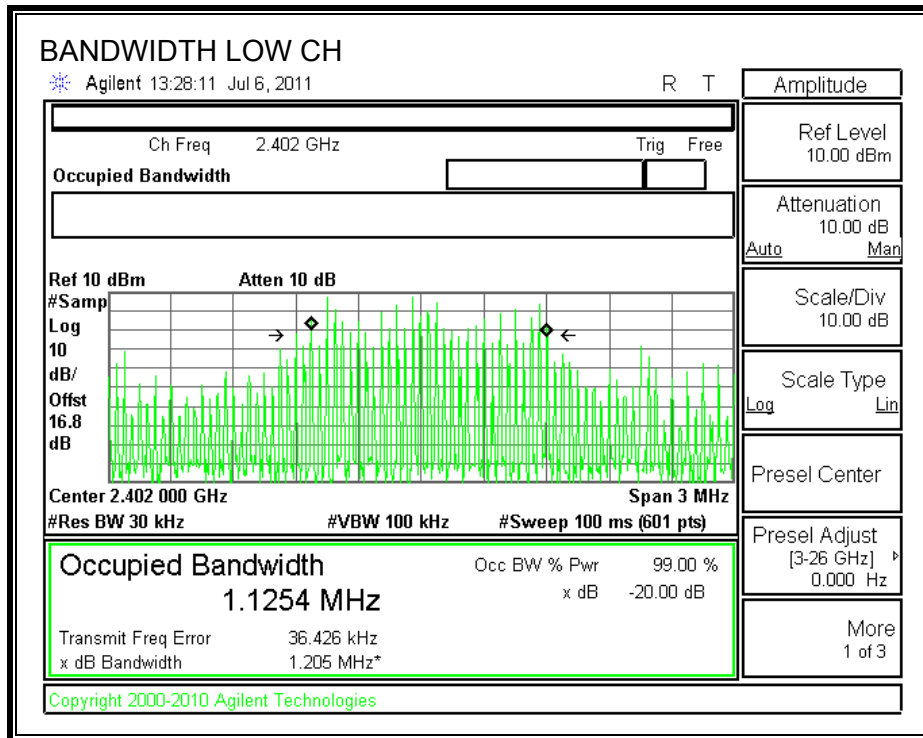 BANDWIDTH LOW CH
Agilent 13:28:11 Jul 6, 2011 R T
Ch Freq 2.402 GHz Trig Free
Occupied Bandwidth
Ref 10 dBm Atten 10 dB
#Samp
Log
10
dB/
Offst
16.8
dB
Center 2.402 000 GHz Span 3 MHz
#Res BW 30 kHz #VBW 100 kHz #Sweep 100 ms (601 pts)
Occupied Bandwidth Occ BW % Pwr 99.00 %
1.1254 MHz x dB -20.00 dB
Transmit Freq Error 36.426 kHz
x dB Bandwidth 1.205 MHz*
Copyright 2000-2010 Agilent Technologies
Amplitude
Ref Level
10.00 dBm
Attenuation
10.00 dB
Auto Man
Scale/Div
10.00 dB
Scale Type
Log Lin
Presel Center
Presel Adjust
[3-26 GHz]
0.000 Hz
More
1 of 3